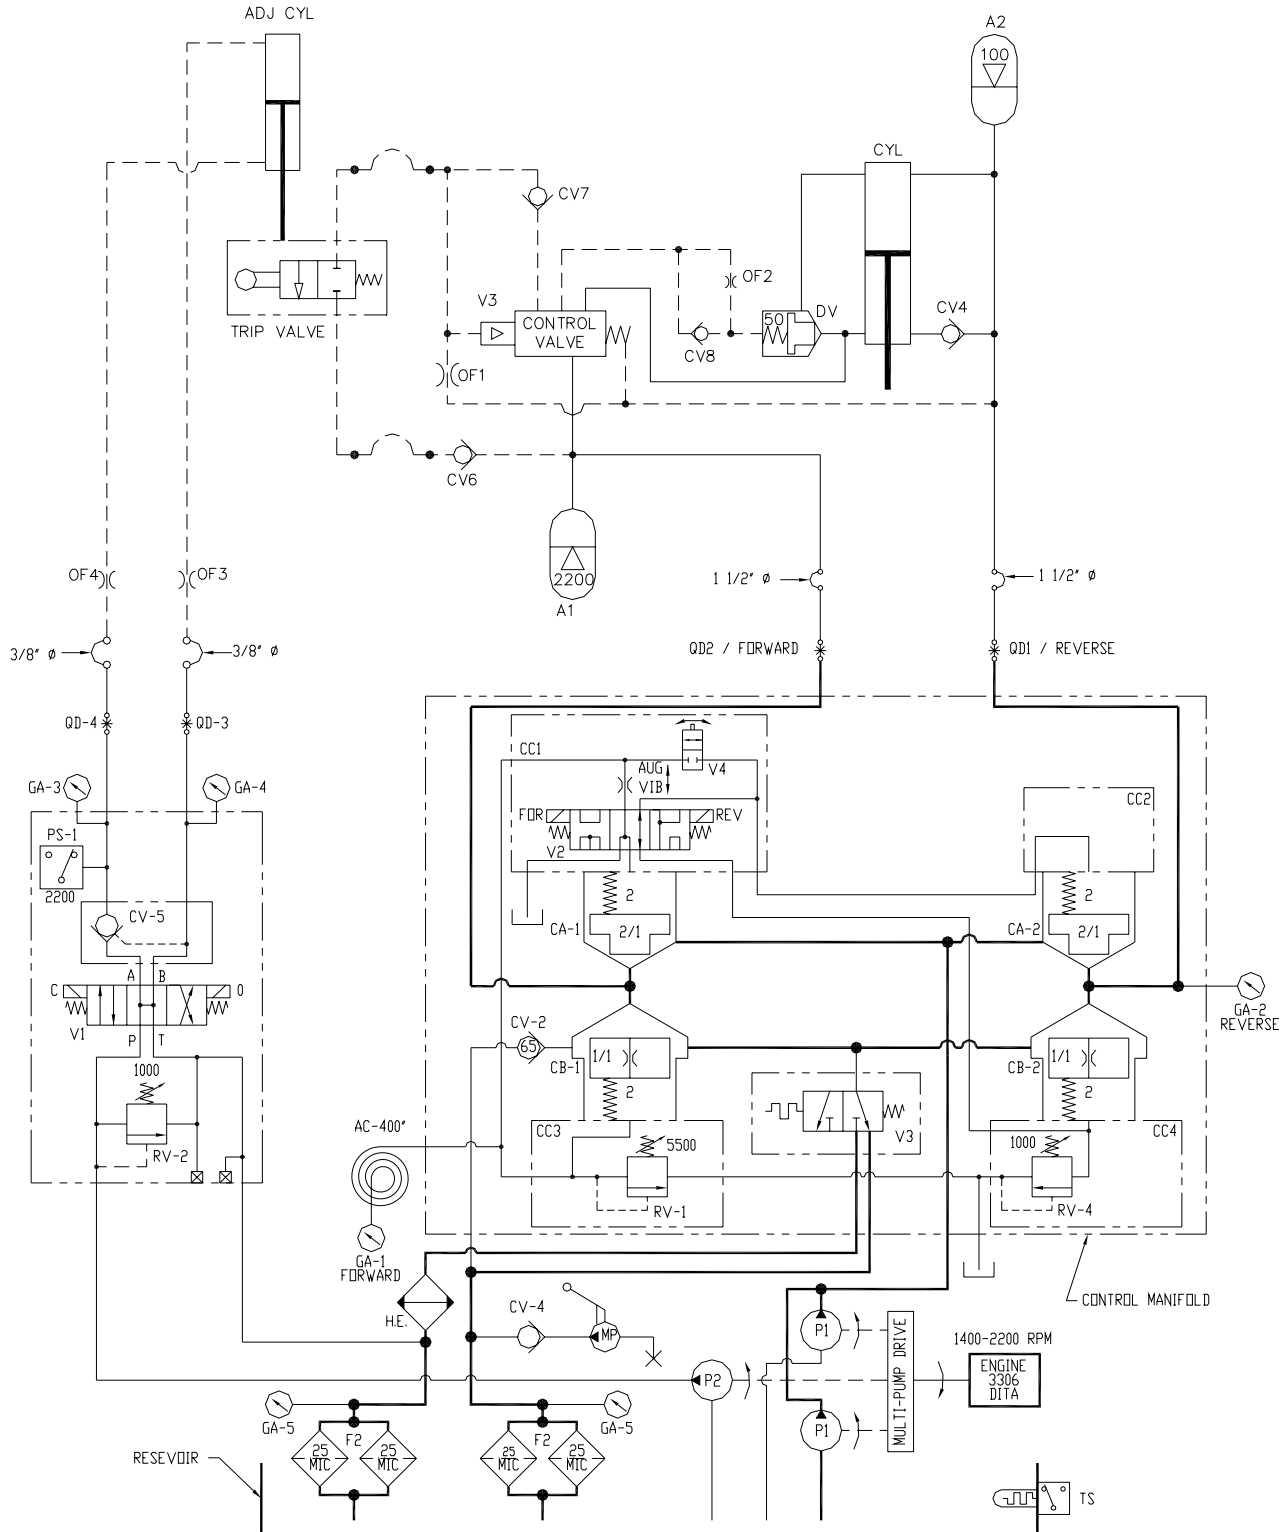 ADJ CYL
A2
100
CYL
CV7
OF2
V3
CONTROL
VALVE
50
DV
CV4
TRIP VALVE
CV8
OF1
CV6
2200
A1
OF4
OF3
1 1/2" Ø
1 1/2" Ø
3/8" Ø
3/8" Ø
QD2 / FORWARD
QD1 / REVERSE
QD-4
QD-3
CC1
AUG
VIB
V4
GA-3
GA-4
FOR
REV
CC2
PS-1
V2
2200
2
2
CV-5
CA-1
2/1
CA-2
2/1
A
B
C
O
V1
GA-2
REVERSE
CV-2
65
P
T
1/1
CB-1
1/1
CB-2
1000
2
2
V3
AC-400"
CC3
5500
1000
CC4
RV-2
RV-1
RV-4
GA-1
FORWARD
CONTROL MANIFOLD
H.E.
CV-4
MP
P1
MULTI-PUMP DRIVE
1400-2200 RPM
ENGINE
3306
DITA
P2
GA-5
F2
F2
GA-5
P1
25
MIC
25
MIC
25
MIC
25
MIC
RESEVOIR
TS